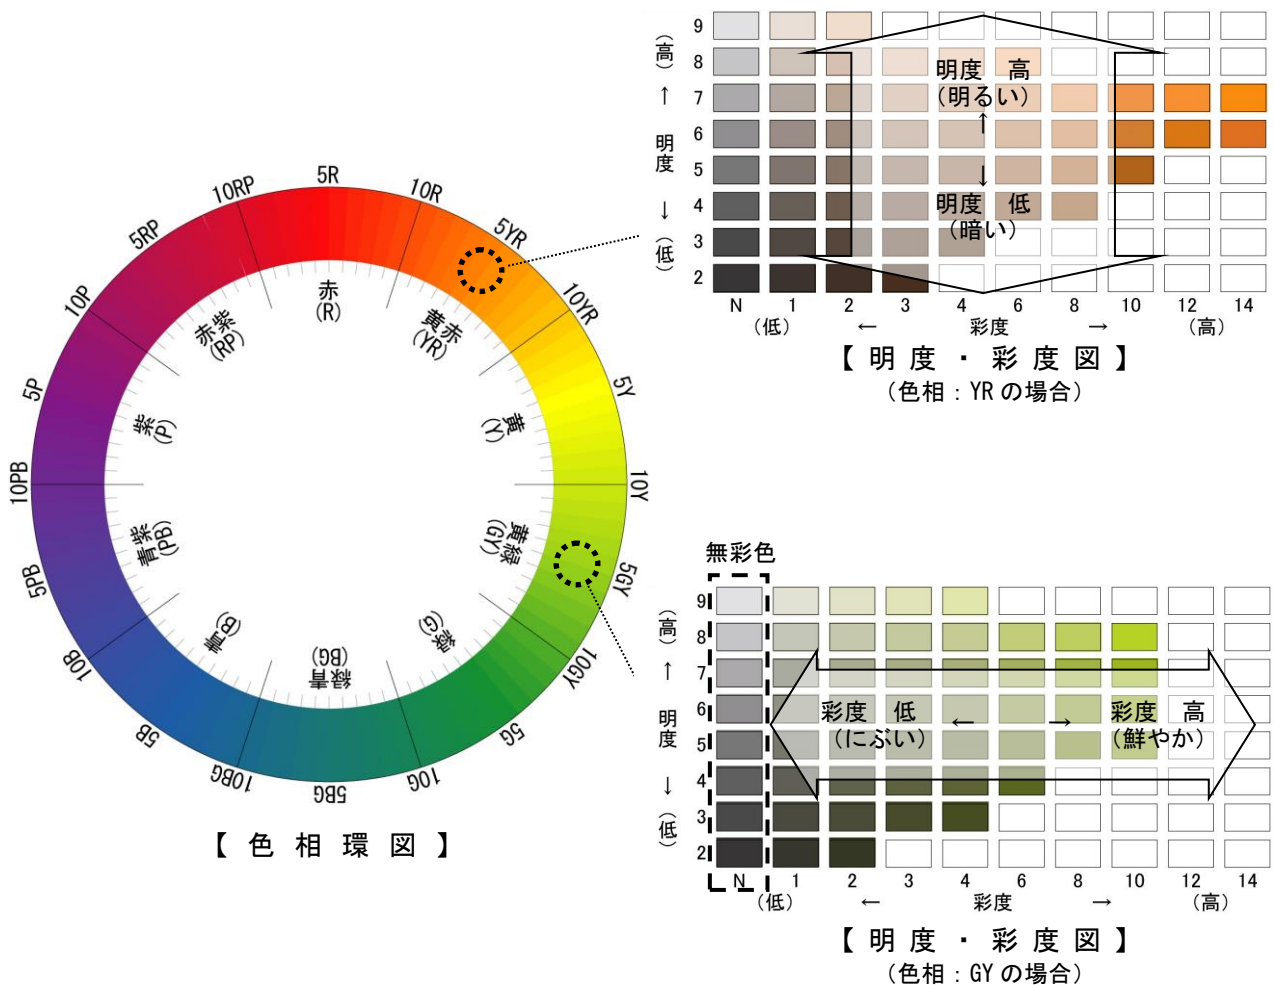 5R
10R
5YR
10YR
5Y
10Y
5GY
10GY
5G
10G
5BG
10BG
5B
10B
5PB
10PB
5P
10P
5RP
10RP
赤
(R)
黄赤
(YR)
黄
(Y)
黄緑
(GY)
緑
(G)
緑青
(BG)
青
(B)
青紫
(PB)
紫
(P)
赤紫
(RP)
【 色 相 環 図 】
(高) ↑ 明度 ↓ (低)
9
8
7
6
5
4
3
2
明度 高
(明るい)
↑
↓
明度 低
(暗い)
N 1 2 3 4 6 8 10 12 14
(低) ← 彩度 → (高)
【 明 度 ・ 彩 度 図 】
(色相：YRの場合)
無彩色
(高) ↑ 明度 ↓ (低)
9
8
7
6
5
4
3
2
彩度 低 ← → 彩度 高
(にぶい) (鮮やか)
N 1 2 3 4 6 8 10 12 14
(低) ← 彩度 → (高)
【 明 度 ・ 彩 度 図 】
(色相：GYの場合)